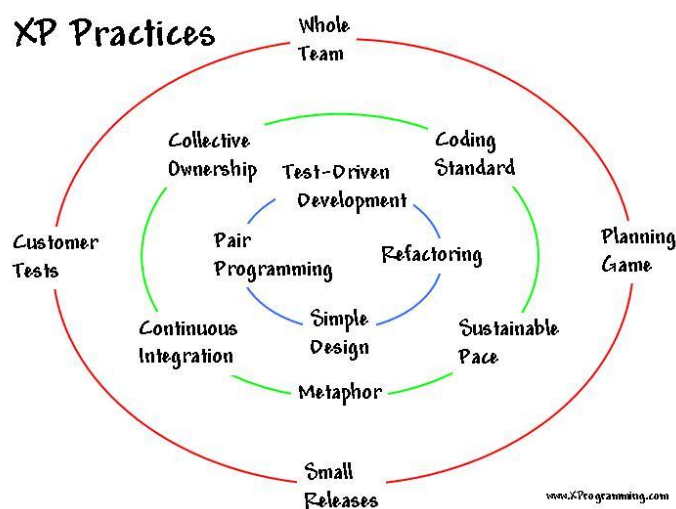 XP Practices
Whole
Team
Collective
Ownership
Coding
Standard
Test-Driven
Development
Customer
Tests
Pair
Programming
Refactoring
Planning
Game
Continuous
Integration
Simple
Design
Sustainable
Pace
Metaphor
Small
Releases
www.XProgramming.com